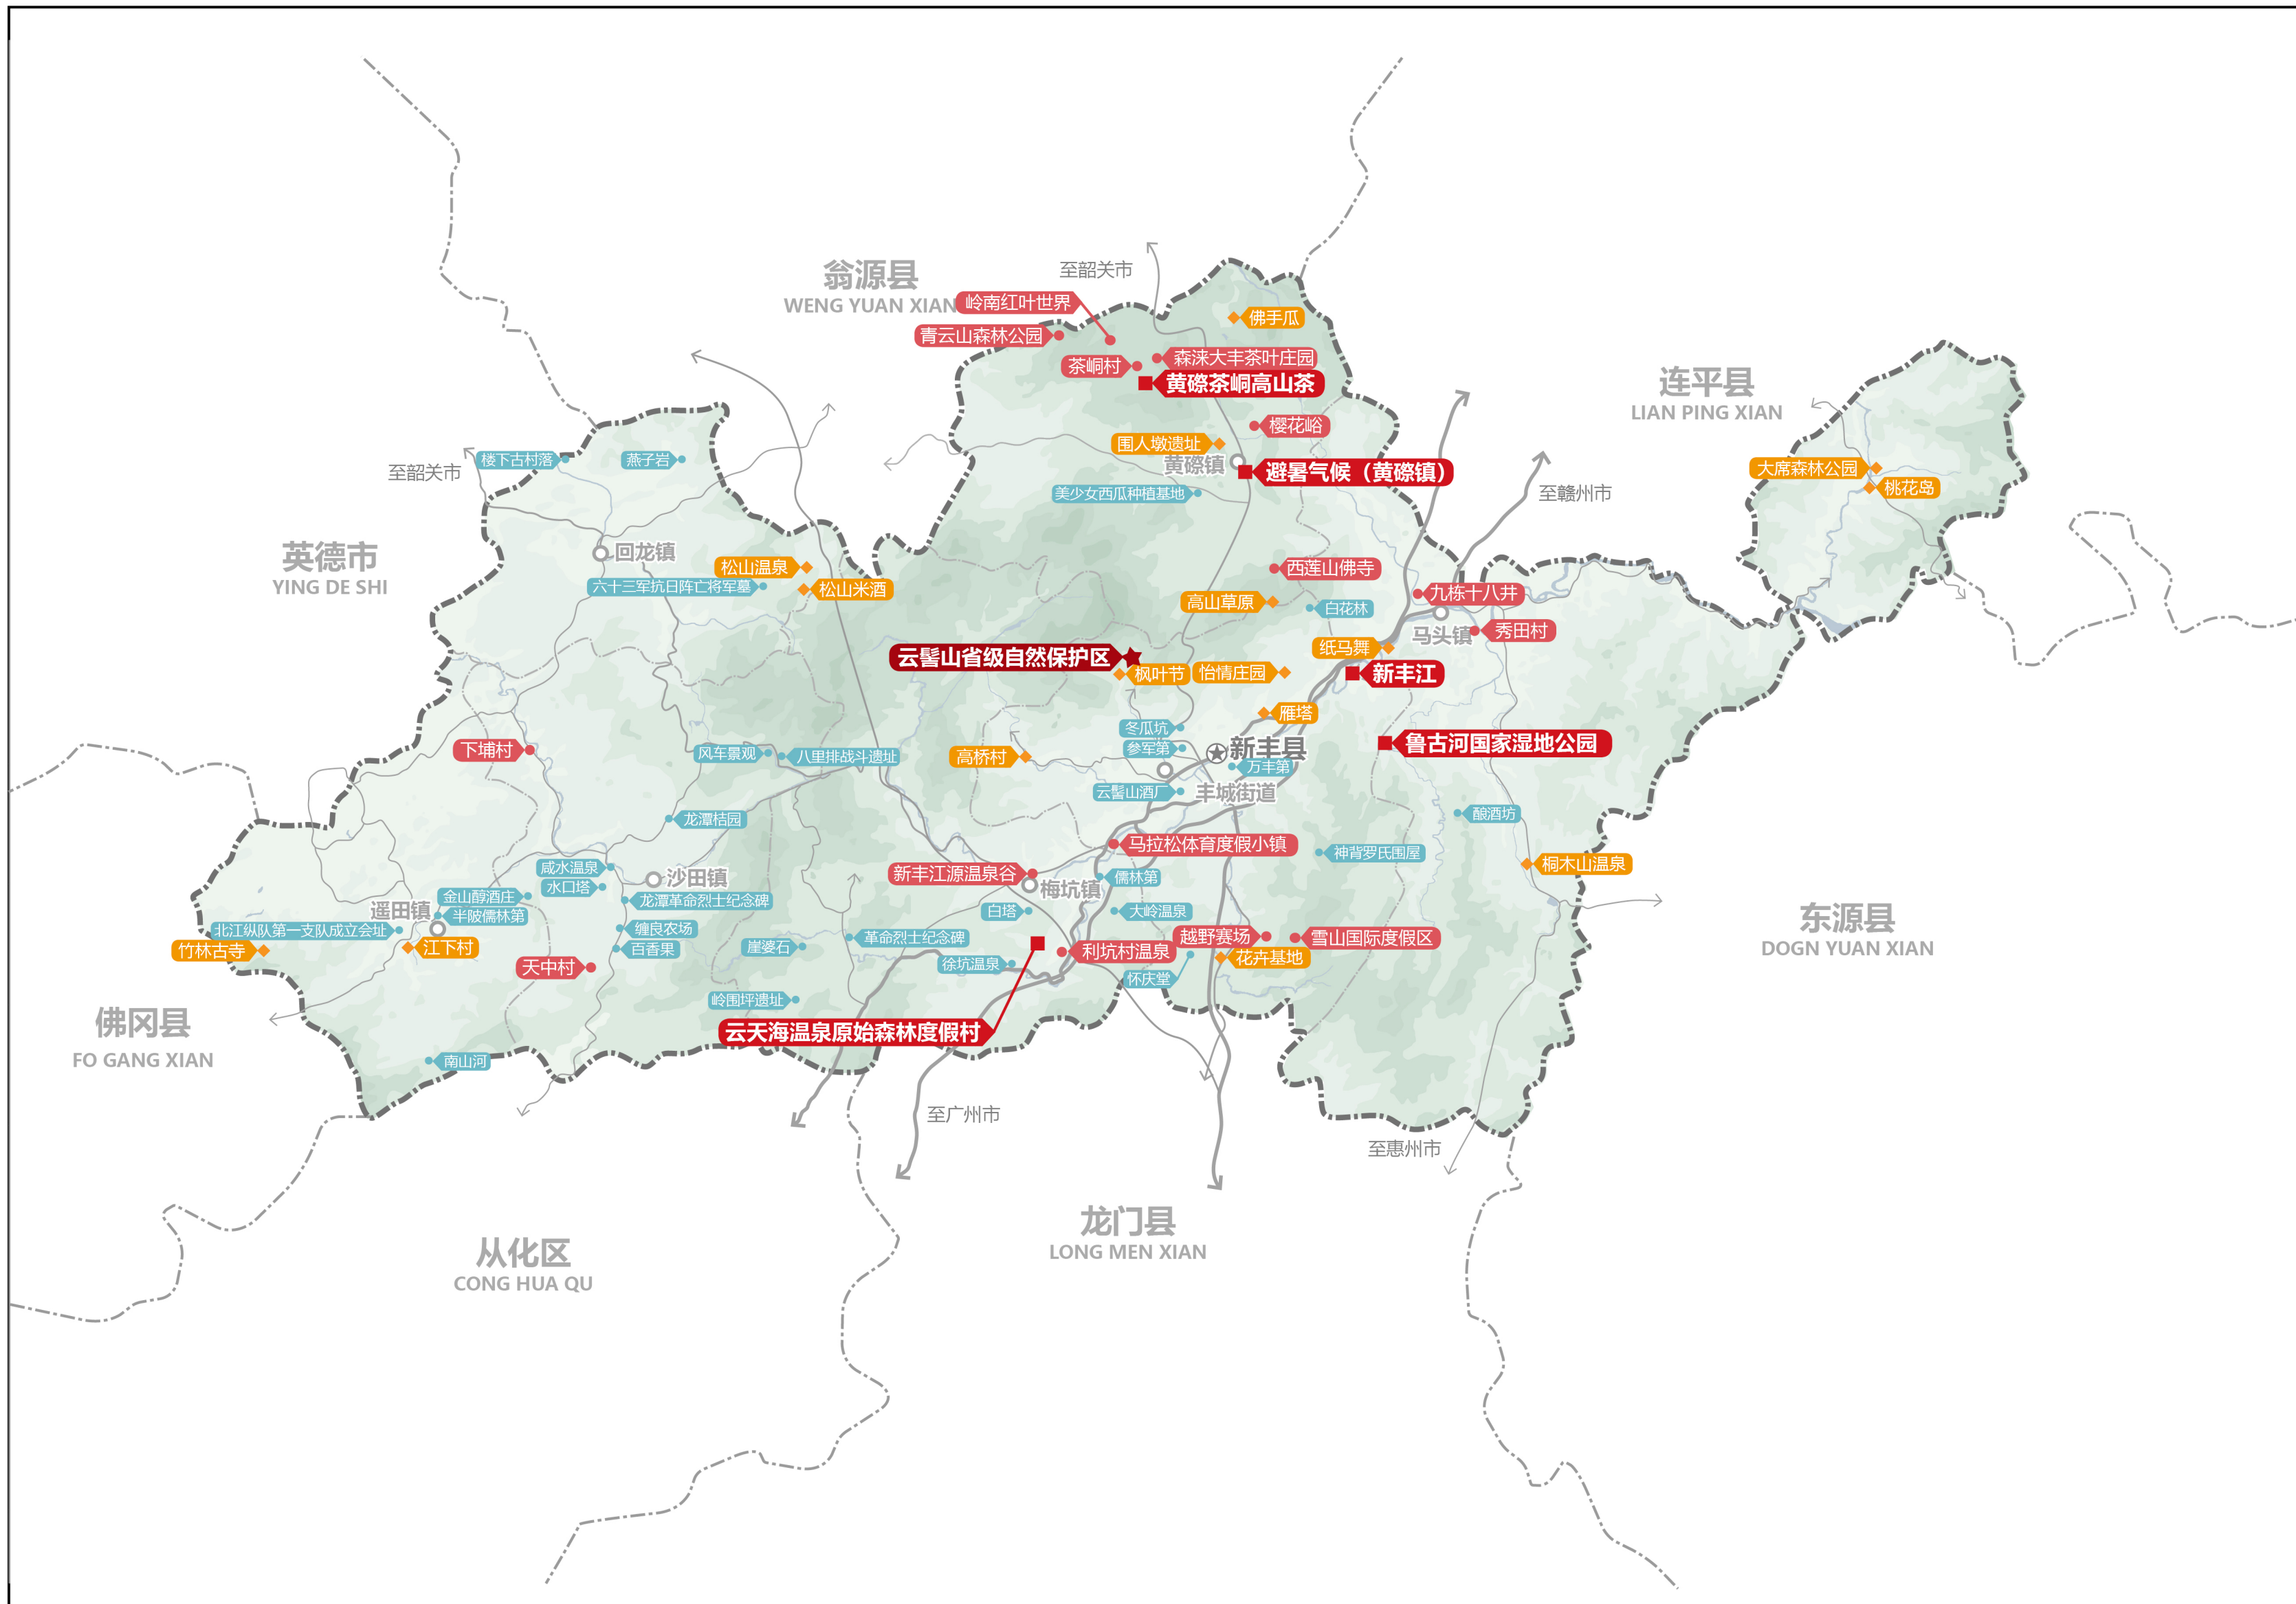 翁源县
WENG YUAN XIAN
至韶关市
岭南红叶世界
青云山森林公园
佛手瓜
茶峒村
森涞大丰茶叶庄园
黄磜茶峒高山茶
连平县
LIAN PING XIAN
樱花峪
围人墩遗址
黄磜镇
避暑气候（黄磜镇）
美少女西瓜种植基地
至赣州市
大席森林公园
桃花岛
至韶关市
楼下古村落
燕子岩
英德市
YING DE SHI
回龙镇
松山温泉
六十三军抗日阵亡将军墓
松山米酒
西莲山佛寺
高山草原
白花林
九栋十八井
马头镇
秀田村
纸马舞
云髻山省级自然保护区
枫叶节
怡情庄园
新丰江
雁塔
冬瓜坑
参军第
新丰县
万丰第
鲁古河国家湿地公园
下埔村
风车景观
八里排战斗遗址
高桥村
云髻山酒厂
丰城街道
龙潭桔园
酿酒坊
马拉松体育度假小镇
神背罗氏围屋
桐木山温泉
咸水温泉
水口塔
沙田镇
新丰江源温泉谷
梅坑镇
儒林第
金山醇酒庄
龙潭革命烈士纪念碑
遥田镇
半陂儒林第
白塔
大岭温泉
北江纵队第一支队成立会址
缠良农场
竹林古寺
江下村
百香果
崖婆石
革命烈士纪念碑
越野赛场
雪山国际度假区
利坑村温泉
花卉基地
天中村
徐坑温泉
怀庆堂
东源县
DOGN YUAN XIAN
岭围坪遗址
云天海温泉原始森林度假村
佛冈县
FO GANG XIAN
南山河
至广州市
至惠州市
龙门县
LONG MEN XIAN
从化区
CONG HUA QU